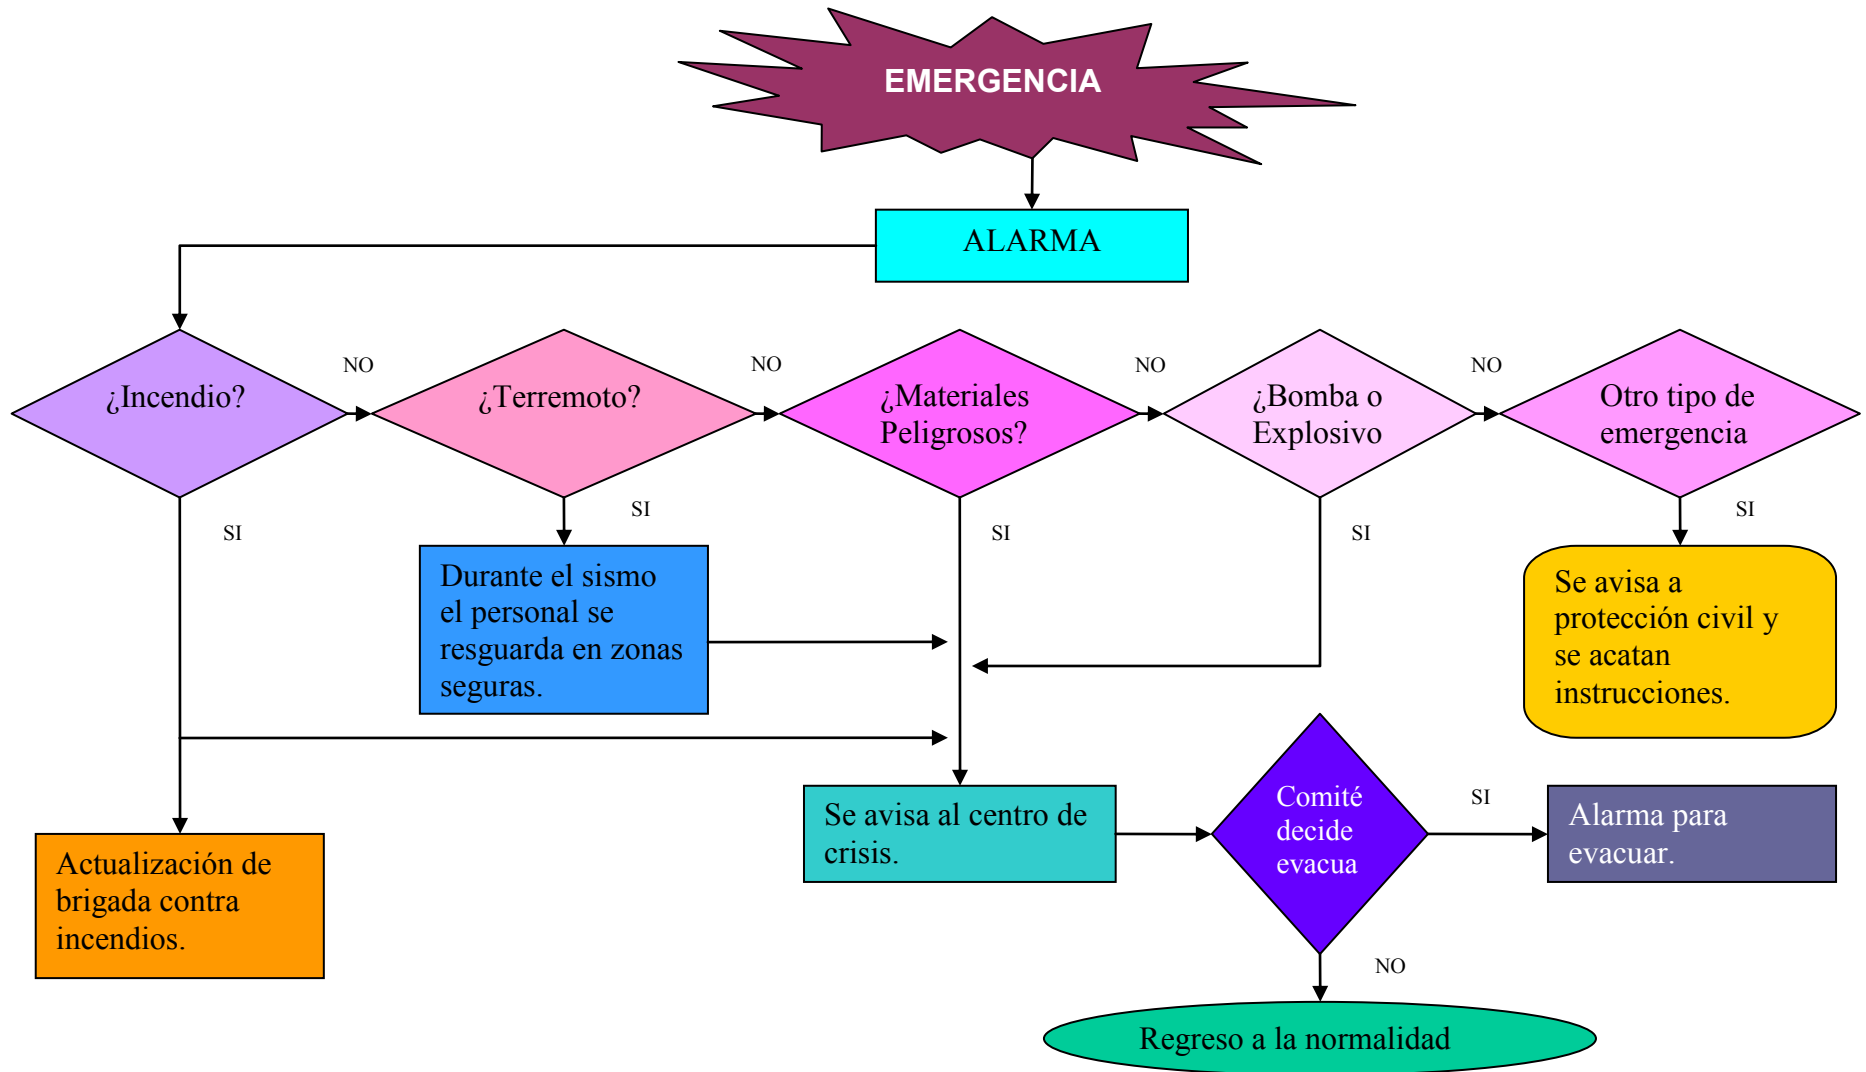 EMERGENCIA
ALARMA
¿Incendio?
NO
¿Terremoto?
NO
¿Materiales
Peligrosos?
NO
¿Bomba o
Explosivo
NO
Otro tipo de
emergencia
SI
SI
SI
SI
SI
Durante el sismo
el personal se
resguarda en zonas
seguras.
Se avisa a
protección civil y
se acatan
instrucciones.
Se avisa al centro de
crisis.
Comité
decide
evacua
SI
Alarma para
evacuar.
Actualización de
brigada contra
incendios.
NO
Regreso a la normalidad